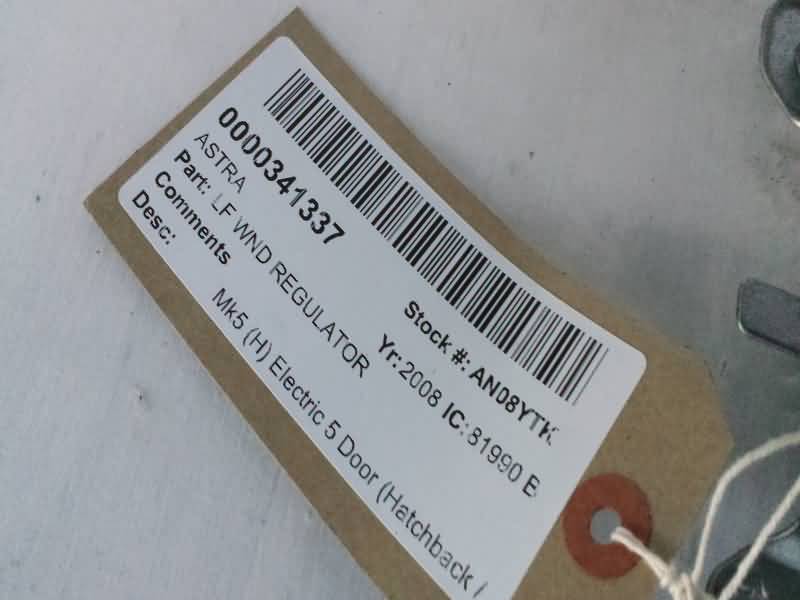 0000341337 Stock #: AN08YTK
ASTRA Yr: 2008 IC: 81990 B
Part: LF WND REGULATOR
Comments
Desc: Mk5 (H) Electric 5 Door (Hatchback /